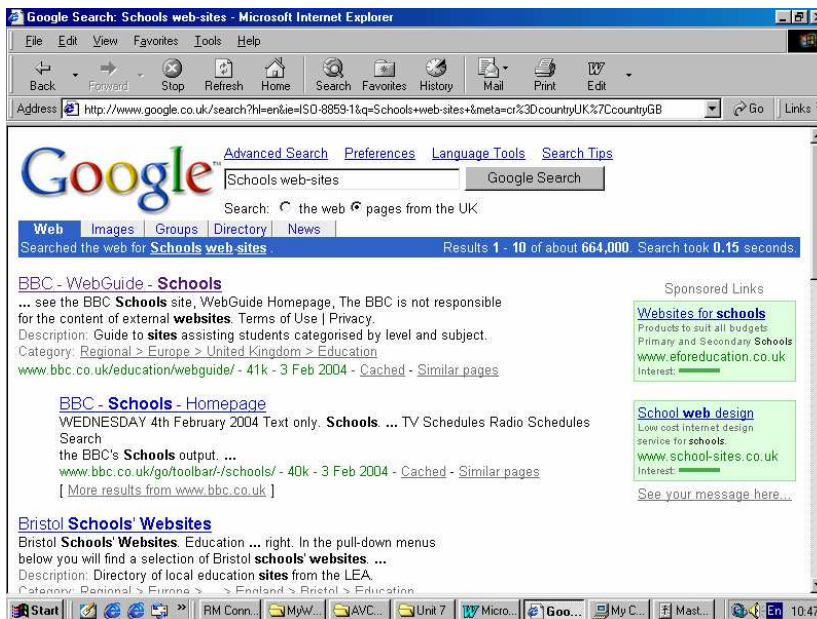 Google Search: Schools web-sites - Microsoft Internet Explorer
File Edit View Favorites Tools Help
Back Forward Stop Refresh Home Search Favorites History Mail Print Edit
Address http://www.google.co.uk/search?hl=en&ie=ISO-8859-1&q=Schools+web-sites+&meta=cr%3DcountryUK%7CcountryGB Go Links
Google™
Advanced Search Preferences Language Tools Search Tips
Schools web-sites Google Search
Search: the web pages from the UK
Web Images Groups Directory News
Searched the web for Schools web-sites . Results 1 - 10 of about 664,000. Search took 0.15 seconds.
BBC - WebGuide - Schools
... see the BBC Schools site, WebGuide Homepage, The BBC is not responsible
for the content of external websites. Terms of Use | Privacy.
Description: Guide to sites assisting students categorised by level and subject.
Category: Regional > Europe > United Kingdom > Education
www.bbc.co.uk/education/webguide/ - 41k - 3 Feb 2004 - Cached - Similar pages
BBC - Schools - Homepage
WEDNESDAY 4th February 2004 Text only. Schools. ... TV Schedules Radio Schedules
Search
the BBC's Schools output. ...
www.bbc.co.uk/go/toolbar/-/schools/ - 40k - 3 Feb 2004 - Cached - Similar pages
[ More results from www.bbc.co.uk ]
Bristol Schools' Websites
Bristol Schools' Websites. Education ... right. In the pull-down menus
below you will find a selection of Bristol schools' websites. ...
Description: Directory of local education sites from the LEA.
Category: Regional > Europe > ... > England > Bristol > Education
Sponsored Links
Websites for schools
Products to suit all budgets
Primary and Secondary Schools
www.eforeducation.co.uk
Interest:
School web design
Low cost internet design
service for schools.
www.school-sites.co.uk
Interest:
See your message here...
Start » RM Conn... MyW... AVC... Unit 7 Micro... Goo... My C... Mast... En 10:47